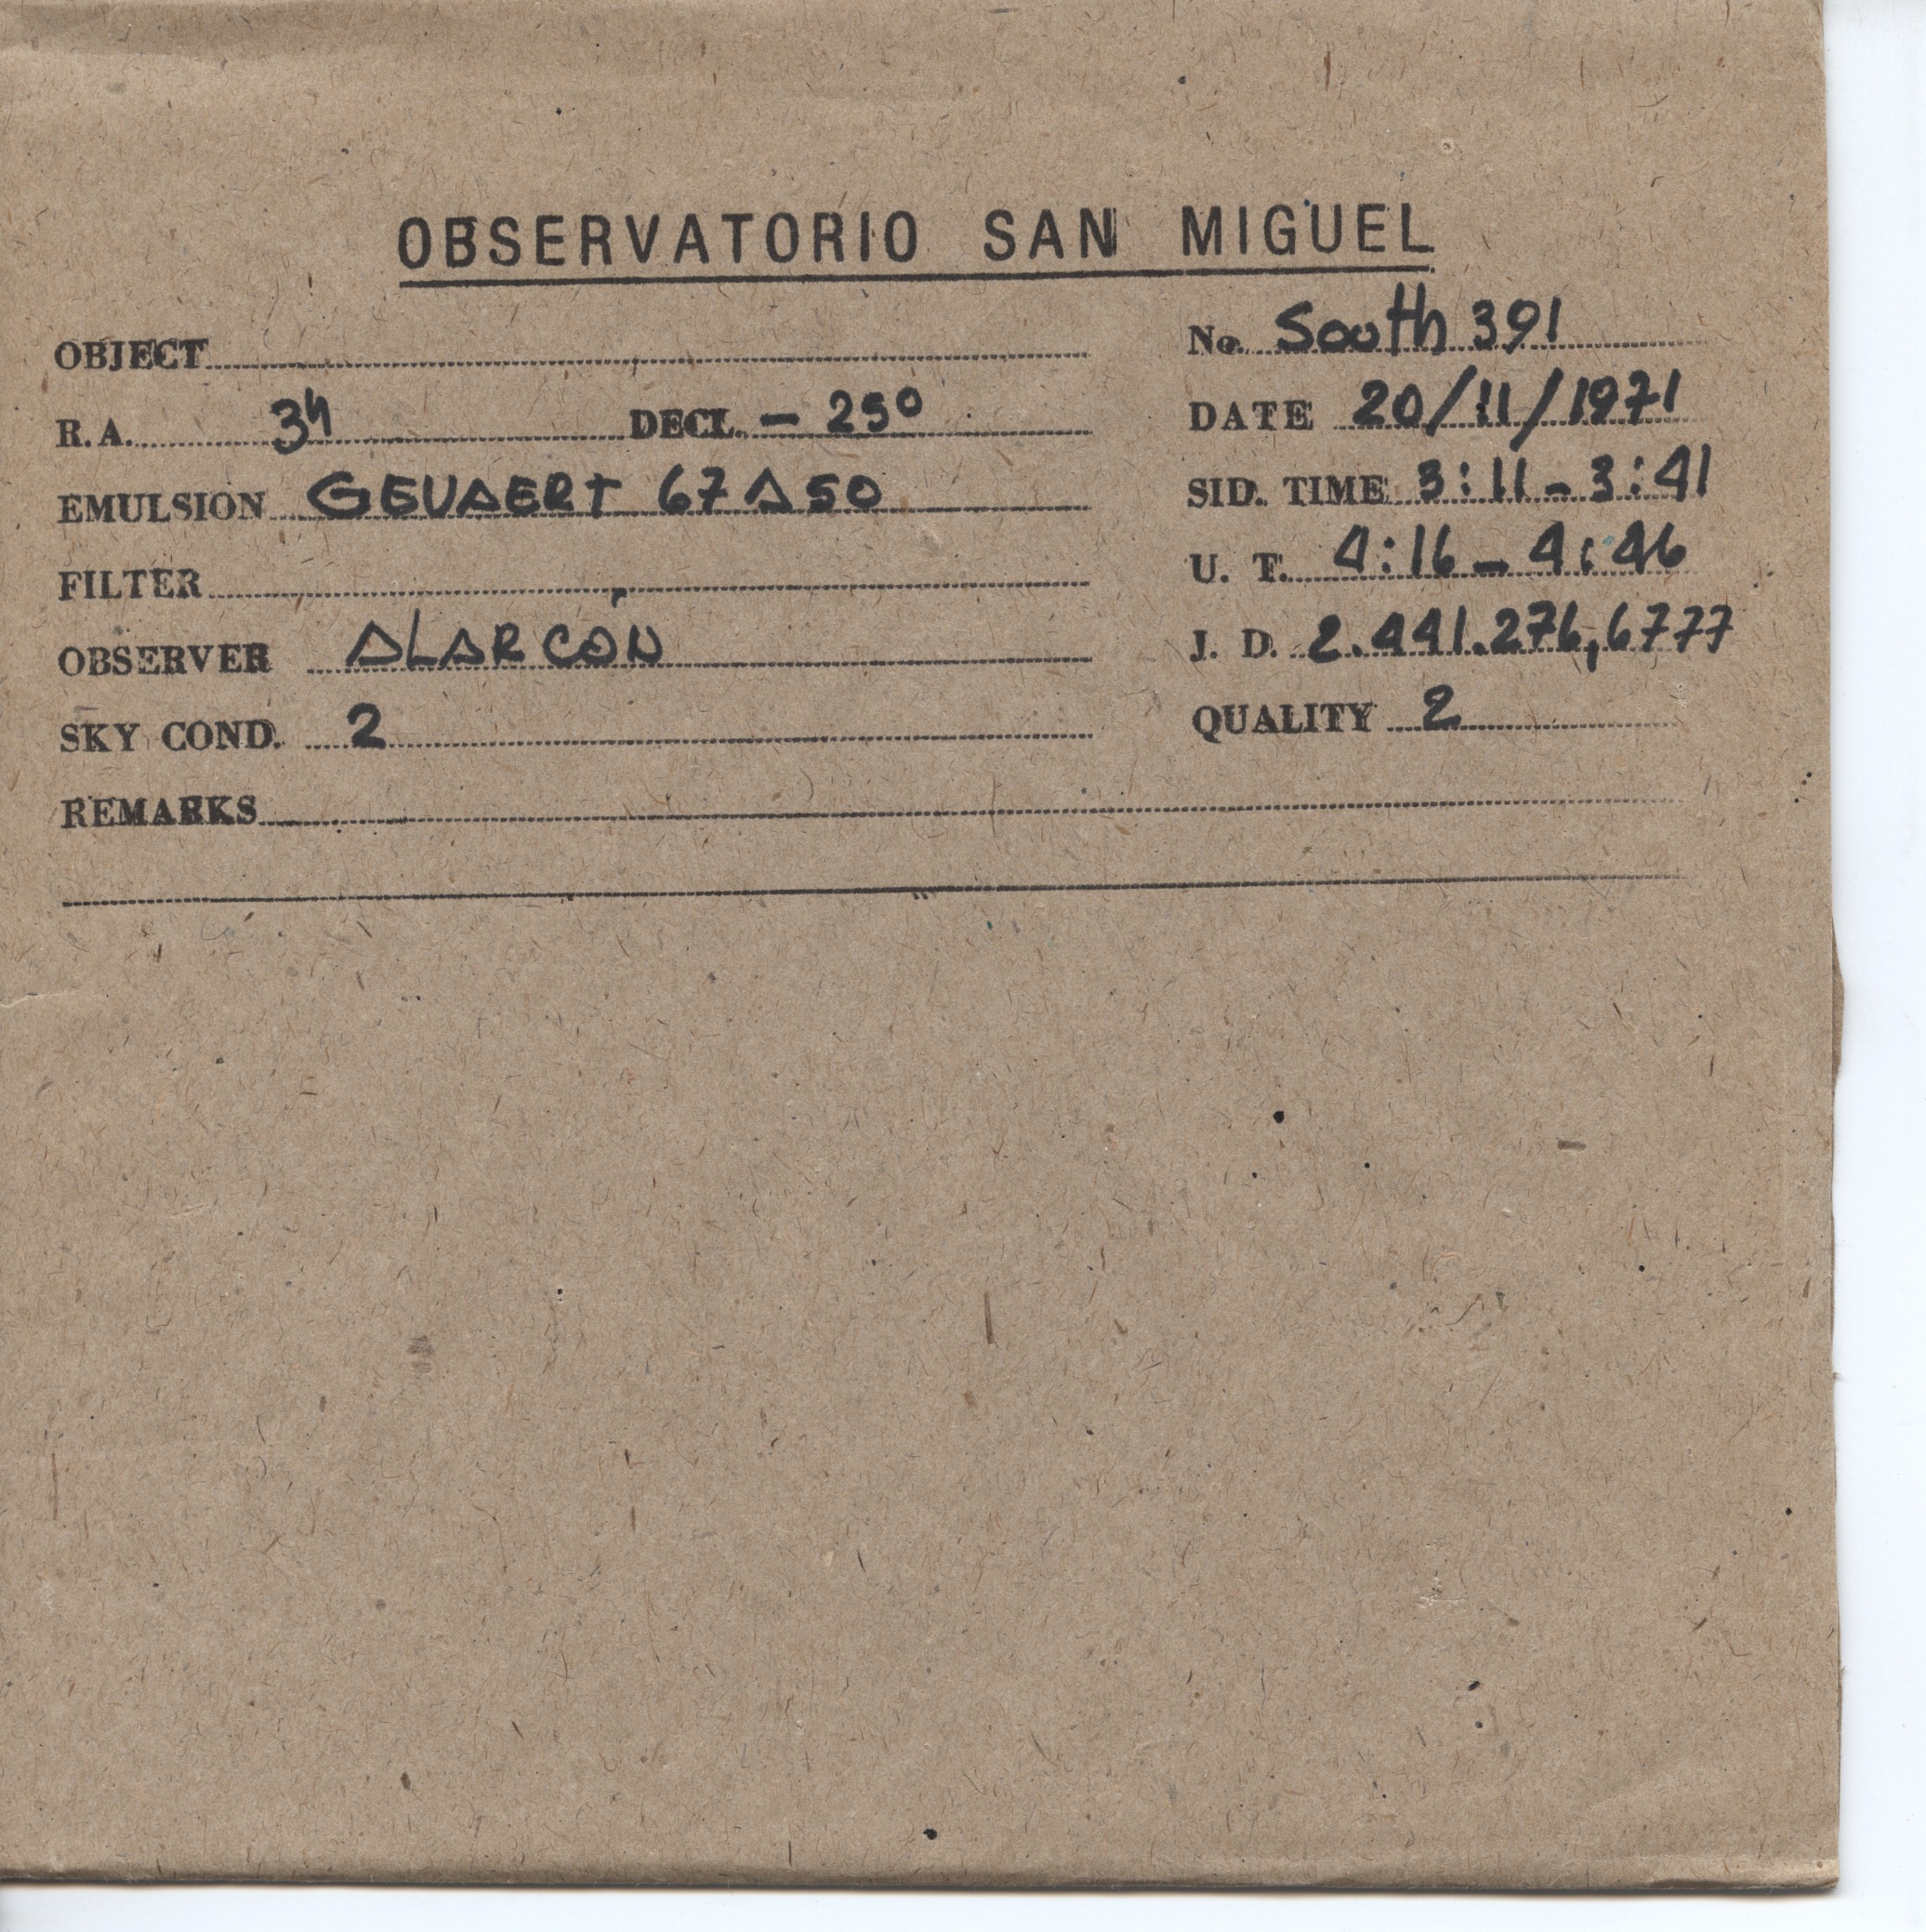 OBSERVATORIO SAN MIGUEL
OBJECT No. South 391
R.A. 3h DECL. - 25° DATE 20/11/1971
EMULSION GEVAERT 67A50 SID. TIME 3:11 - 3:41
FILTER U. T. 4:16 - 4:46
OBSERVER ALARCÓN J. D. 2.441.276,6777
SKY COND. 2 QUALITY 2
REMARKS